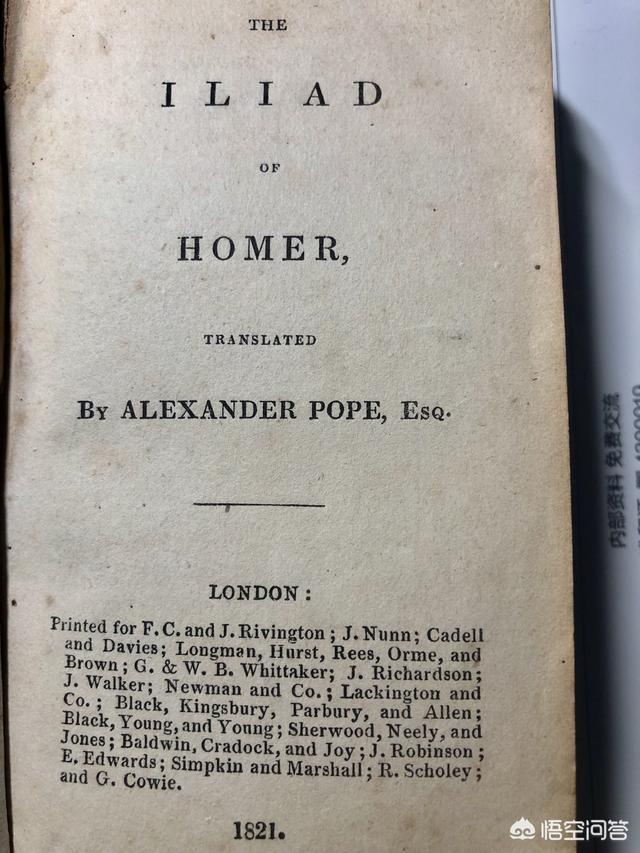 THE
ILIAD
OF
HOMER,
TRANSLATED
By ALEXANDER POPE, Esq.
LONDON:
Printed for F. C. and J. Rivington; J. Nunn; Cadell
and Davies; Longman, Hurst, Rees, Orme, and
Brown; G. & W. B. Whittaker; J. Richardson;
J. Walker; Newman and Co.; Lackington and
Co.; Black, Kingsbury, Parbury, and Allen;
Black, Young, and Young; Sherwood, Neely, and
Jones; Baldwin, Cradock, and Joy; J. Robinson;
E. Edwards; Simpkin and Marshall; R. Scholey;
and G. Cowie.
1821.
内部资料 免费交流
悟空问答